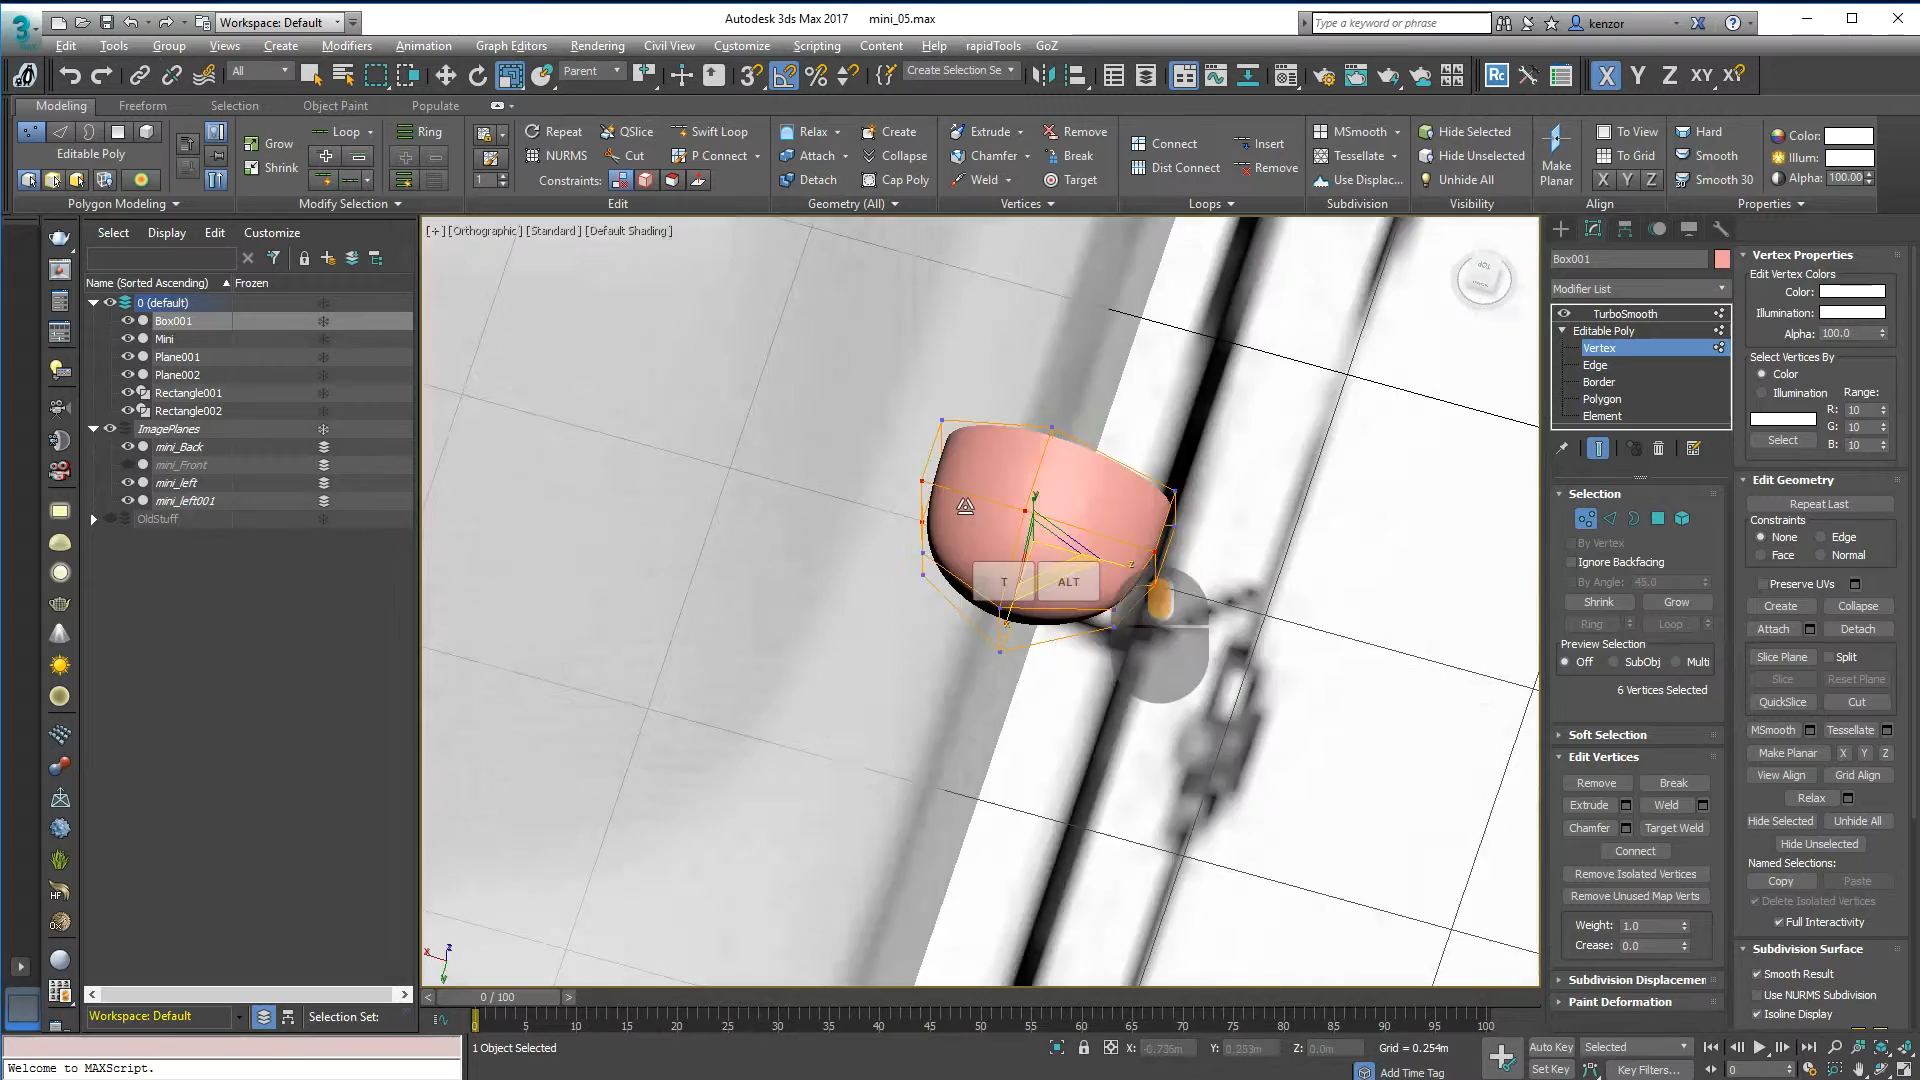 Workspace: Default
Autodesk 3ds Max 2017 mini_05.max
Type a keyword or phrase
kenzor
Edit Tools Group Views Create Modifiers Animation Graph Editors Rendering Civil View Customize Scripting Content Help rapidTools GoZ
All
Parent
Create Selection Se
Rc
X Y Z XY
Modeling Freeform Selection Object Paint Populate
Editable Poly
Polygon Modeling
Grow
Shrink
Loop
Ring
Modify Selection
Repeat QSlice Swift Loop
NURMS Cut P Connect
1 Constraints:
Edit
Relax Create
Attach Collapse
Detach Cap Poly
Geometry (All)
Extrude Remove
Chamfer Break
Weld Target
Vertices
Connect Insert
Dist Connect Remove
Loops
MSmooth
Tessellate
Use Displac...
Subdivision
Hide Selected
Hide Unselected
Unhide All
Visibility
Make Planar
To View
To Grid
X Y Z
Align
Hard
Smooth
Smooth 30
Color:
Illum:
Alpha: 100.00
Properties
Select Display Edit Customize
Name (Sorted Ascending) Frozen
0 (default)
Box001
Mini
Plane001
Plane002
Rectangle001
Rectangle002
ImagePlanes
mini_Back
mini_Front
mini_left
mini_left001
OldStuff
Workspace: Default
Selection Set:
[+] [Orthographic] [Standard] [Default Shading]
T ALT
Box001
Modifier List
TurboSmooth
Editable Poly
Vertex
Edge
Border
Polygon
Element
Selection
By Vertex
Ignore Backfacing
By Angle: 45.0
Shrink Grow
Ring Loop
Preview Selection
Off SubObj Multi
6 Vertices Selected
Soft Selection
Edit Vertices
Remove Break
Extrude Weld
Chamfer Target Weld
Connect
Remove Isolated Vertices
Remove Unused Map Verts
Weight: 1.0
Crease: 0.0
Subdivision Displacemen
Paint Deformation
Vertex Properties
Edit Vertex Colors
Color:
Illumination:
Alpha: 100.0
Select Vertices By
Color
Illumination Range:
R: 10
G: 10
B: 10
Select
Edit Geometry
Repeat Last
Constraints
None Edge
Face Normal
Preserve UVs
Create Collapse
Attach Detach
Slice Plane Split
Slice Reset Plane
QuickSlice Cut
MSmooth Tessellate
Make Planar X Y Z
View Align Grid Align
Relax
Hide Selected Unhide All
Hide Unselected
Named Selections:
Copy Paste
Delete Isolated Vertices
Full Interactivity
Subdivision Surface
Smooth Result
Use NURMS Subdivision
Isoline Display
0 / 100
0 5 10 15 20 25 30 35 40 45 50 55 60 65 70 75 80 85 90 95 100
1 Object Selected
X: -0.736m Y: 0.253m Z: 0.0m Grid = 0.254m
Auto Key Selected
Set Key Key Filters...
0
Add Time Tag
Welcome to MAXScript.